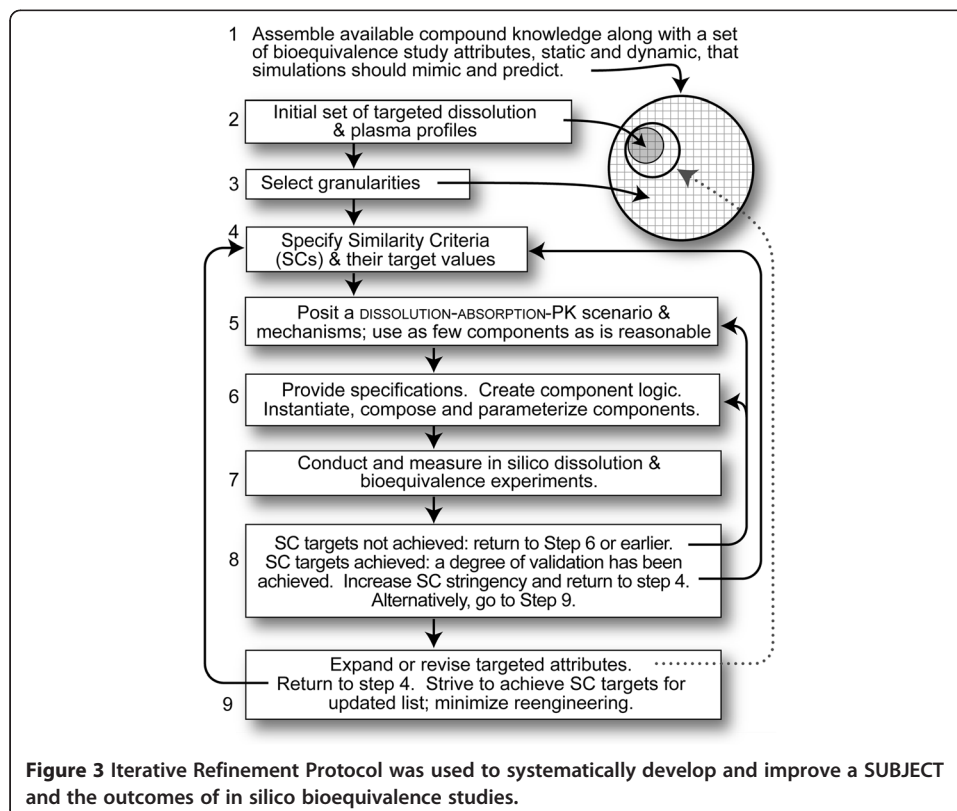 1 Assemble available compound knowledge along with a set
of bioequivalence study attributes, static and dynamic, that
simulations should mimic and predict.
2 Initial set of targeted dissolution
& plasma profiles
3 Select granularities
4 Specify Similarity Criteria
(SCs) & their target values
5 Posit a DISSOLUTION-ABSORPTION-PK scenario &
mechanisms; use as few components as is reasonable
6 Provide specifications. Create component logic.
Instantiate, compose and parameterize components.
7 Conduct and measure in silico dissolution &
bioequivalence experiments.
8 SC targets not achieved: return to Step 6 or earlier.
SC targets achieved: a degree of validation has been
achieved. Increase SC stringency and return to step 4.
Alternatively, go to Step 9.
9 Expand or revise targeted attributes.
Return to step 4. Strive to achieve SC targets for
updated list; minimize reengineering.
Figure 3 Iterative Refinement Protocol was used to systematically develop and improve a SUBJECT
and the outcomes of in silico bioequivalence studies.